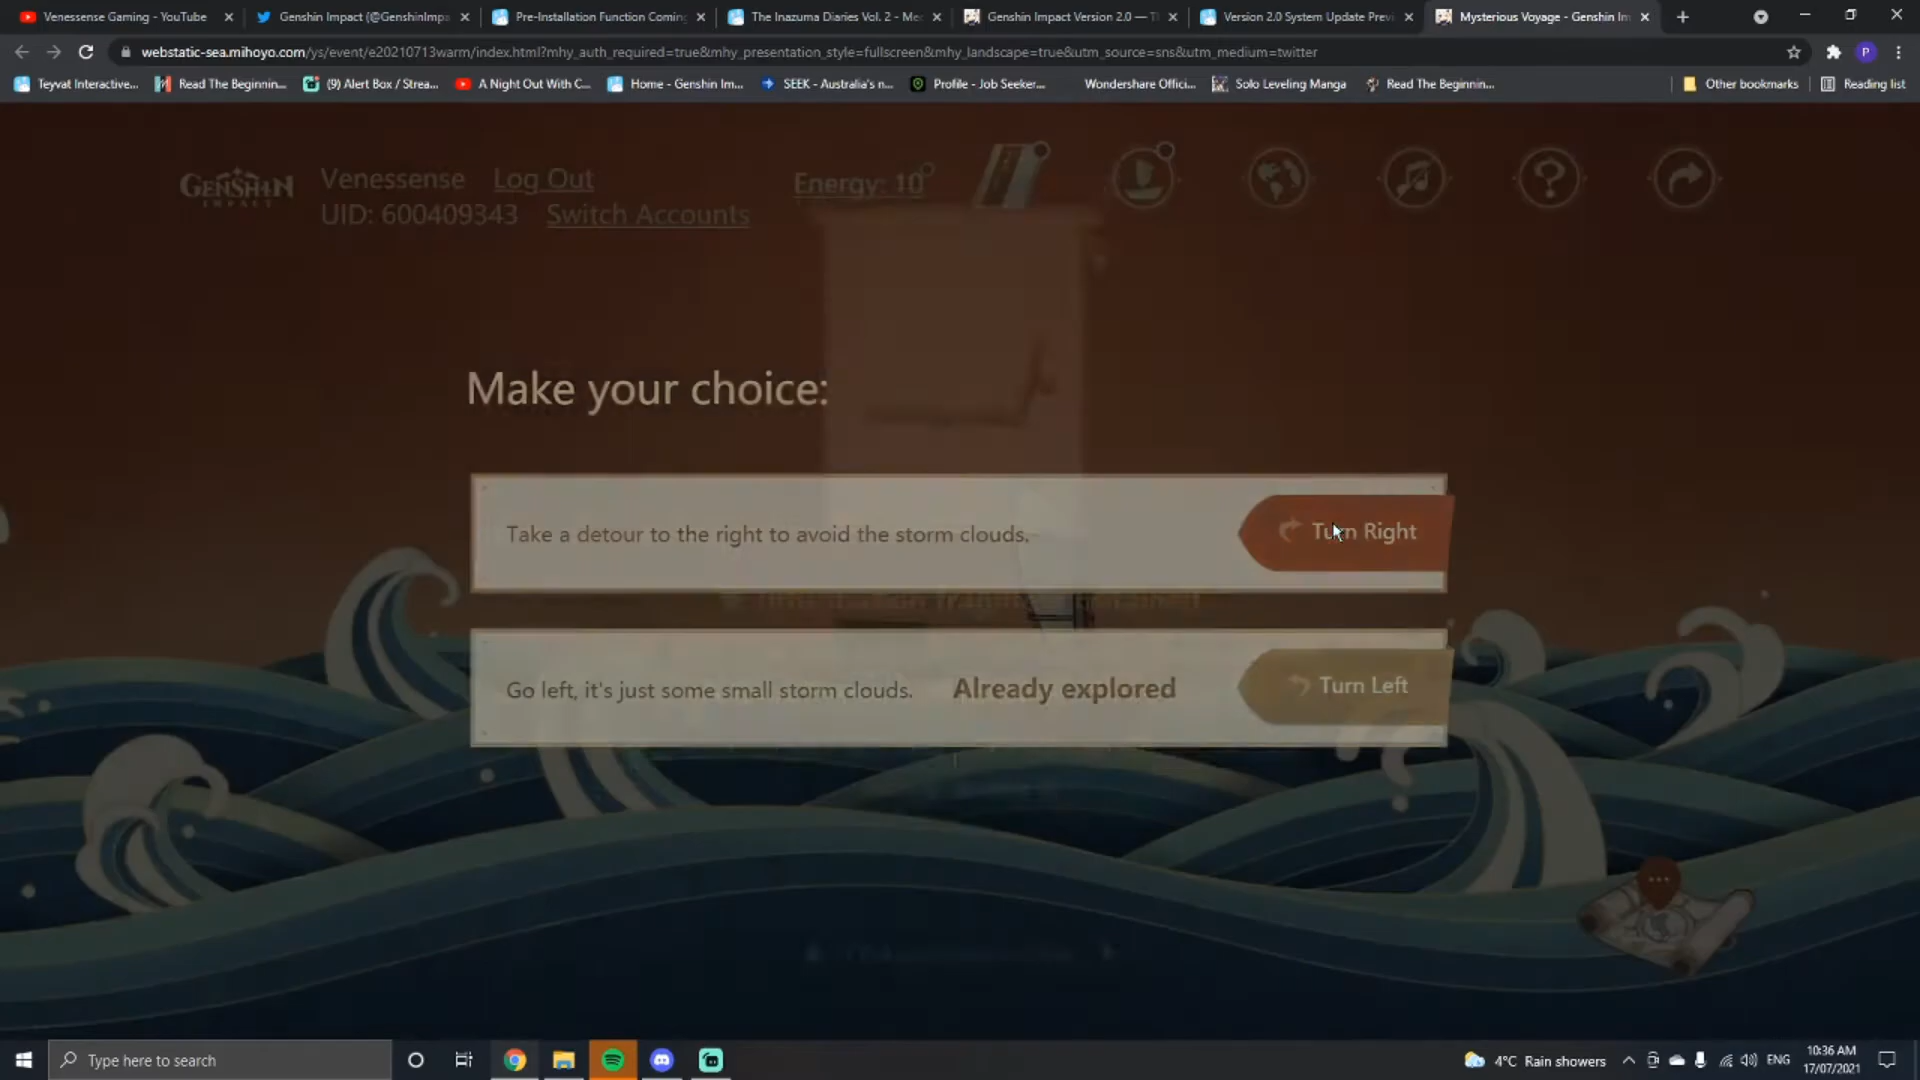 Venessense Gaming - YouTube
Genshin Impact (@GenshinImpa
Pre-Installation Function Coming
The Inazuma Diaries Vol. 2 - Me
Genshin Impact Version 2.0 — T
Version 2.0 System Update Previ
Mysterious Voyage - Genshin Im
webstatic-sea.mihoyo.com/ys/event/e20210713warm/index.html?mhy_auth_required=true&mhy_presentation_style=fullscreen&mhy_landscape=true&utm_source=sns&utm_medium=twitter
P
Teyvat Interactive...
Read The Beginnin...
(9) Alert Box / Strea...
A Night Out With C...
Home - Genshin Im...
SEEK - Australia's n...
Profile - Job Seeker...
Wondershare Offici...
Solo Leveling Manga
Read The Beginnin...
Other bookmarks
Reading list
GENSHIN IMPACT
Venessense Log Out
UID: 600409343 Switch Accounts
Energy: 10
Make your choice:
Take a detour to the right to avoid the storm clouds.
Turn Right
Go left, it's just some small storm clouds.
Already explored
Turn Left
Type here to search
4°C Rain showers
ENG
10:36 AM
17/07/2021